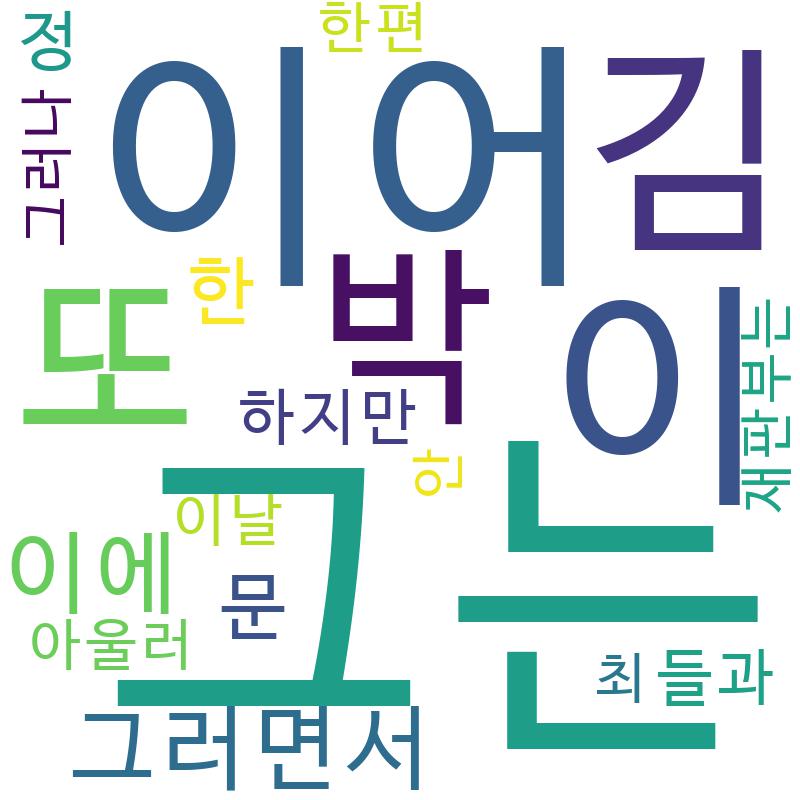 한편
정
이어
김
그러나
또
한
박
이
재판부는
하지만
안
그는
이날
이에
문
아울러
최
들과
그러면서